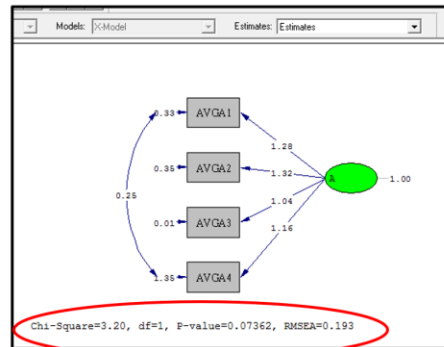 Models: X-Model Estimates: Estimates
0.33 AVGA1
1.28
0.35 AVGA2
1.32
A 1.00
0.25
1.04
0.01 AVGA3
1.16
1.35 AVGA4
Chi-Square=3.20, df=1, P-value=0.07362, RMSEA=0.193